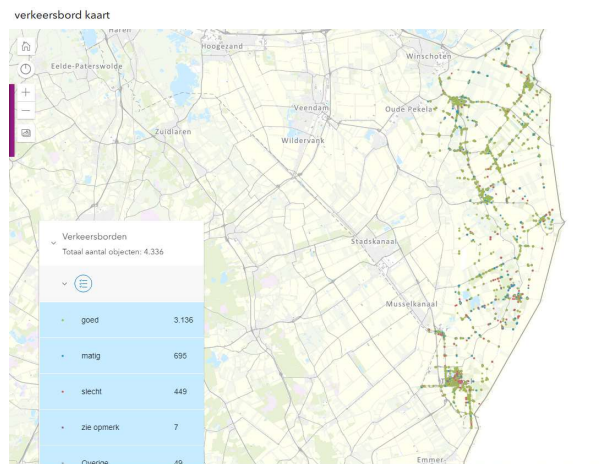 verkeersbord kaart
Haren
Hoogezand
Winschoten
Eelde-Paterswolde
Veendam
Oude Pekela
Zuidlaren
Wildervank
Stadskanaal
Musselkanaal
Emmer
Verkeersborden
Totaal aantal objecten: 4.336
goed 3.136
matig 695
slecht 449
zie opmerk 7
Overige 49